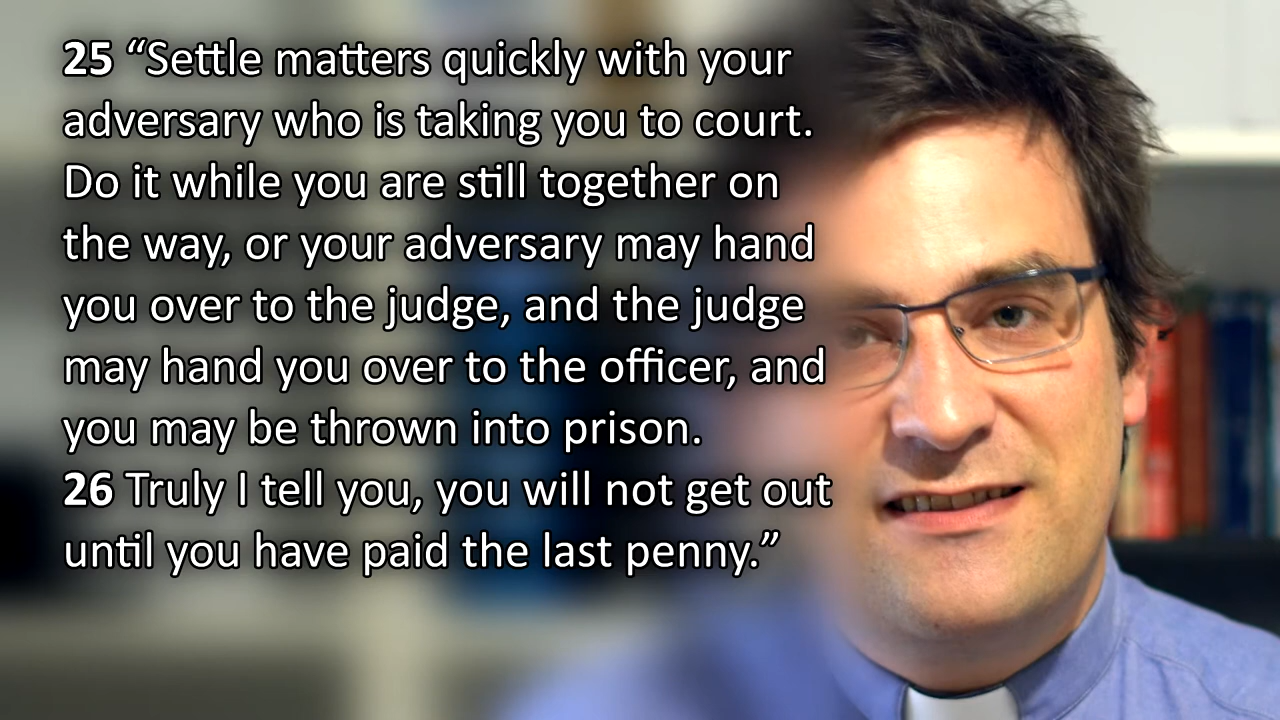 25 “Settle matters quickly with your
adversary who is taking you to court.
Do it while you are still together on
the way, or your adversary may hand
you over to the judge, and the judge
may hand you over to the officer, and
you may be thrown into prison.
26 Truly I tell you, you will not get out
until you have paid the last penny.”